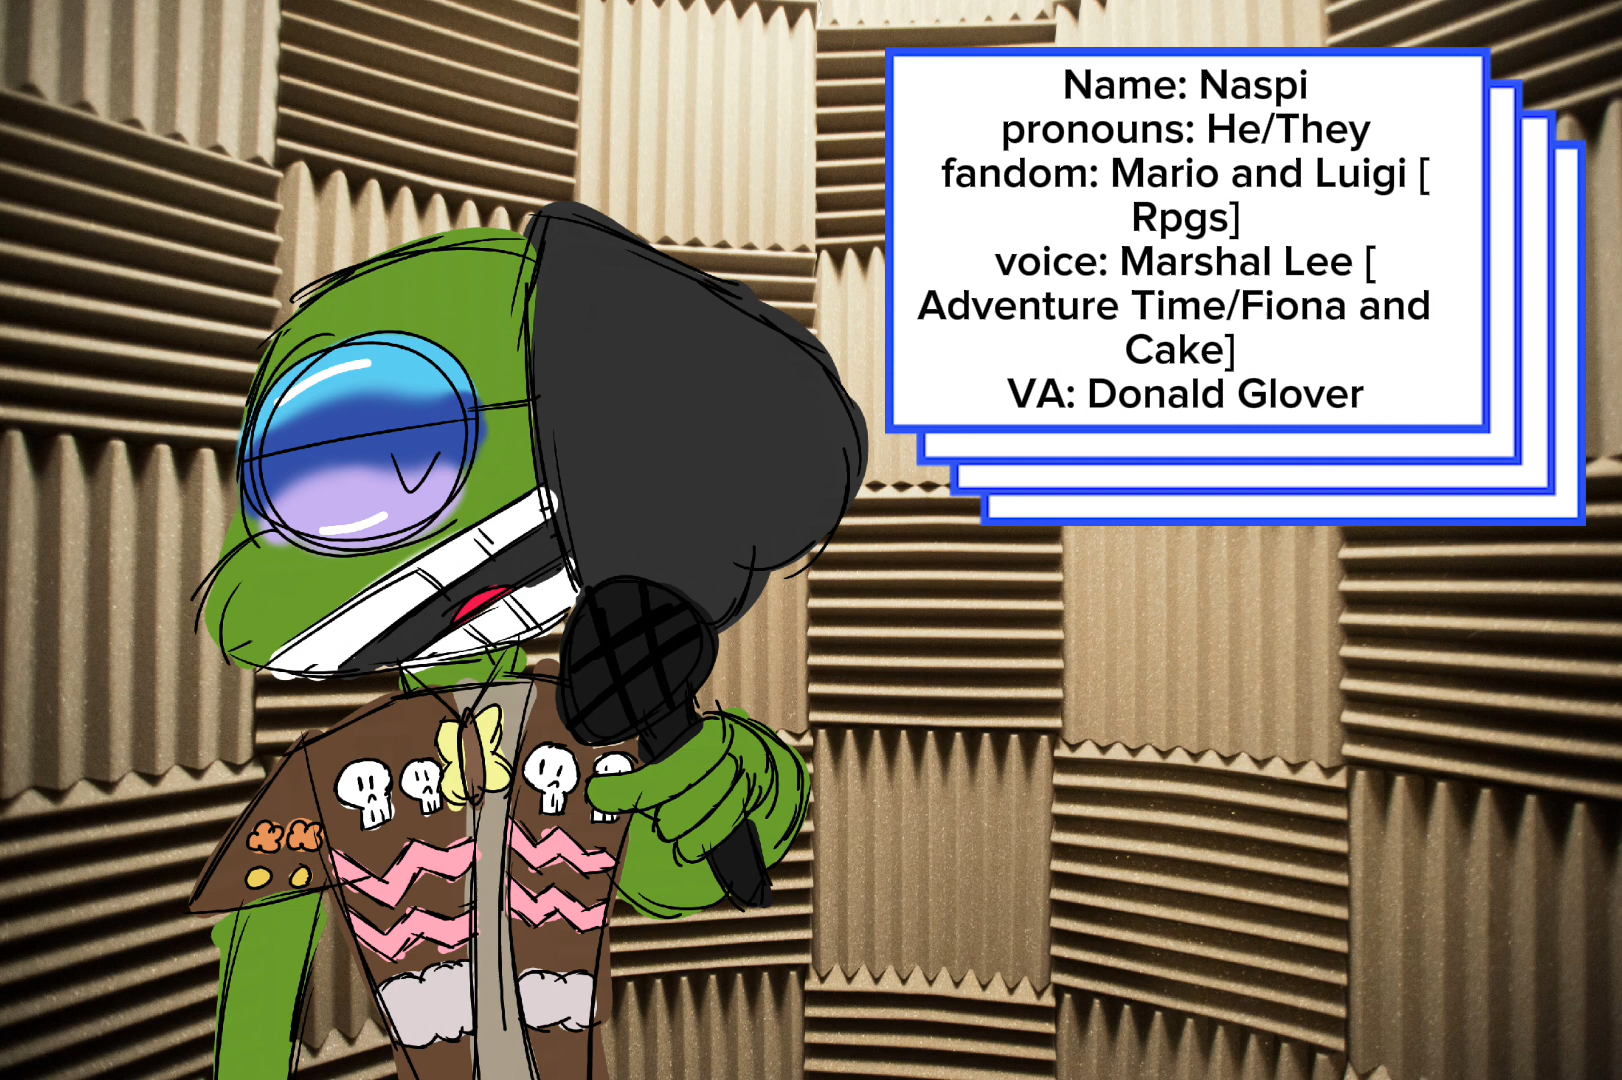 Name: Naspi
pronouns: He/They
fandom: Mario and Luigi [
Rpgs]
voice: Marshal Lee [
Adventure Time/Fiona and
Cake]
VA: Donald Glover